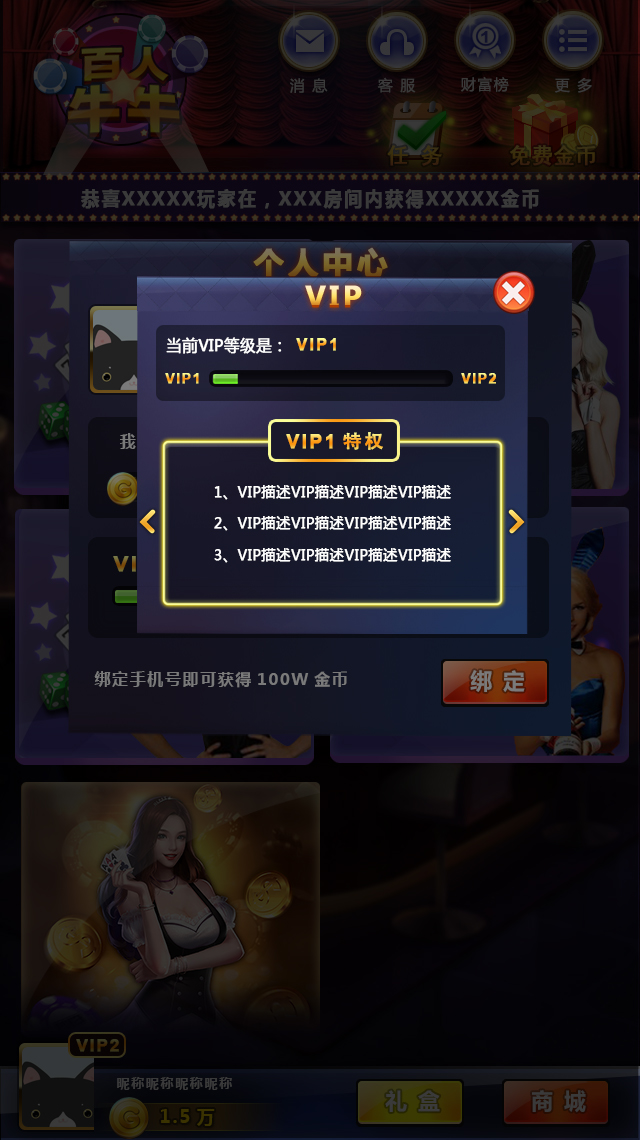 百人
牛牛
消息
客服
财富榜
更多
任务
免费金币
恭喜XXXXX玩家在，XXX房间内获得XXXXX金币
个人中心
VIP
当前VIP等级是： VIP1
VIP1
VIP2
我
VIP1 特权
1、VIP描述VIP描述VIP描述VIP描述
2、VIP描述VIP描述VIP描述VIP描述
3、VIP描述VIP描述VIP描述VIP描述
VI
绑定手机号即可获得 100W 金币
绑定
VIP2
昵称昵称昵称昵称
1.5 万
礼盒
商城